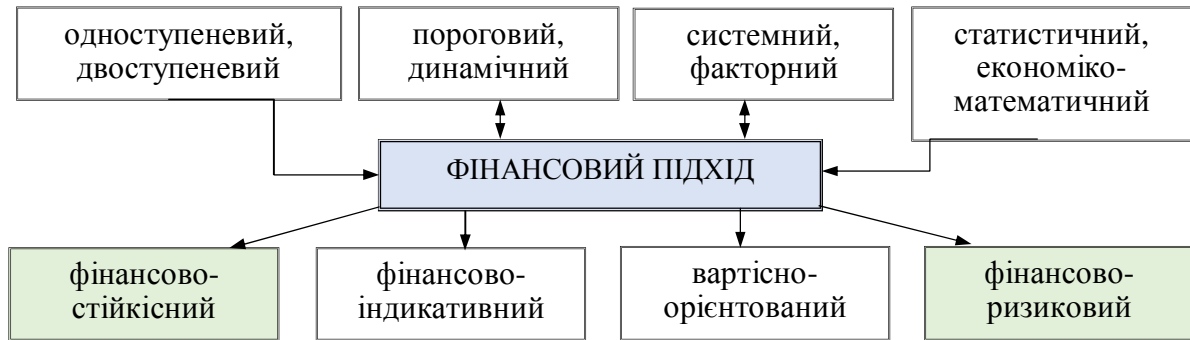 одноступеневий,
двоступеневий
пороговий,
динамічний
системний,
факторний
статистичний,
економіко-
математичний
ФІНАНСОВИЙ ПІДХІД
фінансово-
стійкісний
фінансово-
індикативний
вартісно-
орієнтований
фінансово-
ризиковий